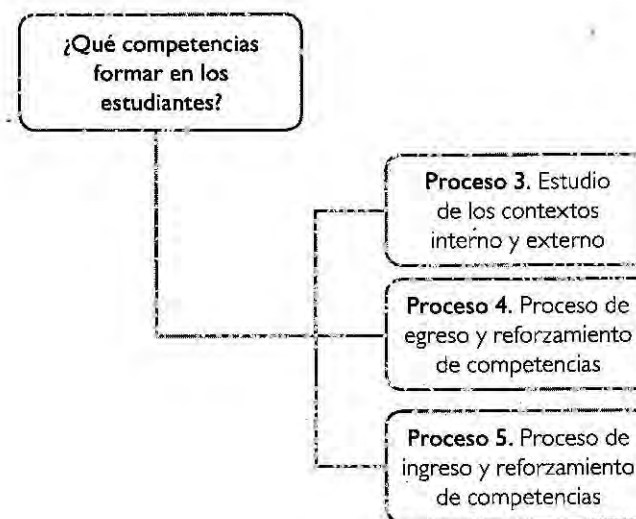 ¿Qué competencias
formar en los
estudiantes?
Proceso 3. Estudio
de los contextos
interno y externo
Proceso 4. Proceso de
egreso y reforzamiento
de competencias
Proceso 5. Proceso de
ingreso y reforzamiento
de competencias